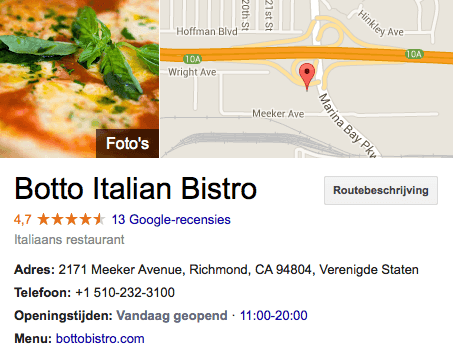 Hoffman Blvd
S 20th St
S 21st St
Hinkley Ave
10A
10A
Wright Ave
Meeker Ave
Marina Bay Pkwy
Foto's
Botto Italian Bistro
Routebeschrijving
4,7 13 Google-recensies
Italiaans restaurant
Adres: 2171 Meeker Avenue, Richmond, CA 94804, Verenigde Staten
Telefoon: +1 510-232-3100
Openingstijden: Vandaag geopend · 11:00-20:00
Menu: bottobistro.com